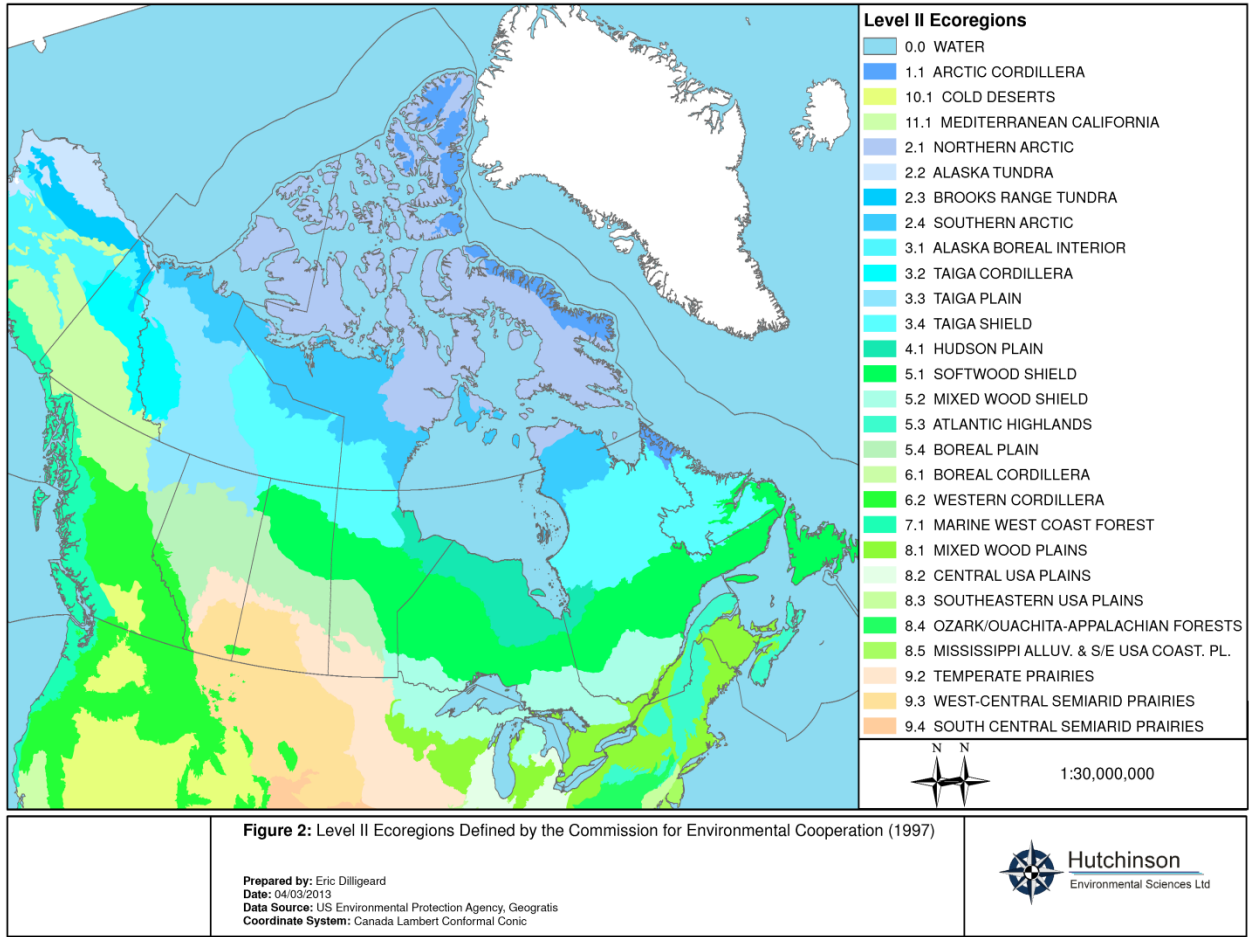 Level II Ecoregions
0.0 WATER
1.1 ARCTIC CORDILLERA
10.1 COLD DESERTS
11.1 MEDITERRANEAN CALIFORNIA
2.1 NORTHERN ARCTIC
2.2 ALASKA TUNDRA
2.3 BROOKS RANGE TUNDRA
2.4 SOUTHERN ARCTIC
3.1 ALASKA BOREAL INTERIOR
3.2 TAIGA CORDILLERA
3.3 TAIGA PLAIN
3.4 TAIGA SHIELD
4.1 HUDSON PLAIN
5.1 SOFTWOOD SHIELD
5.2 MIXED WOOD SHIELD
5.3 ATLANTIC HIGHLANDS
5.4 BOREAL PLAIN
6.1 BOREAL CORDILLERA
6.2 WESTERN CORDILLERA
7.1 MARINE WEST COAST FOREST
8.1 MIXED WOOD PLAINS
8.2 CENTRAL USA PLAINS
8.3 SOUTHEASTERN USA PLAINS
8.4 OZARK/OUACHITA-APPALACHIAN FORESTS
8.5 MISSISSIPPI ALLUV. & S/E USA COAST. PL.
9.2 TEMPERATE PRAIRIES
9.3 WEST-CENTRAL SEMIARID PRAIRIES
9.4 SOUTH CENTRAL SEMIARID PRAIRIES
N N
1:30,000,000
Figure 2: Level II Ecoregions Defined by the Commission for Environmental Cooperation (1997)
Prepared by: Eric Dilligeard
Date: 04/03/2013
Data Source: US Environmental Protection Agency, Geogratis
Coordinate System: Canada Lambert Conformal Conic
Hutchinson
Environmental Sciences Ltd